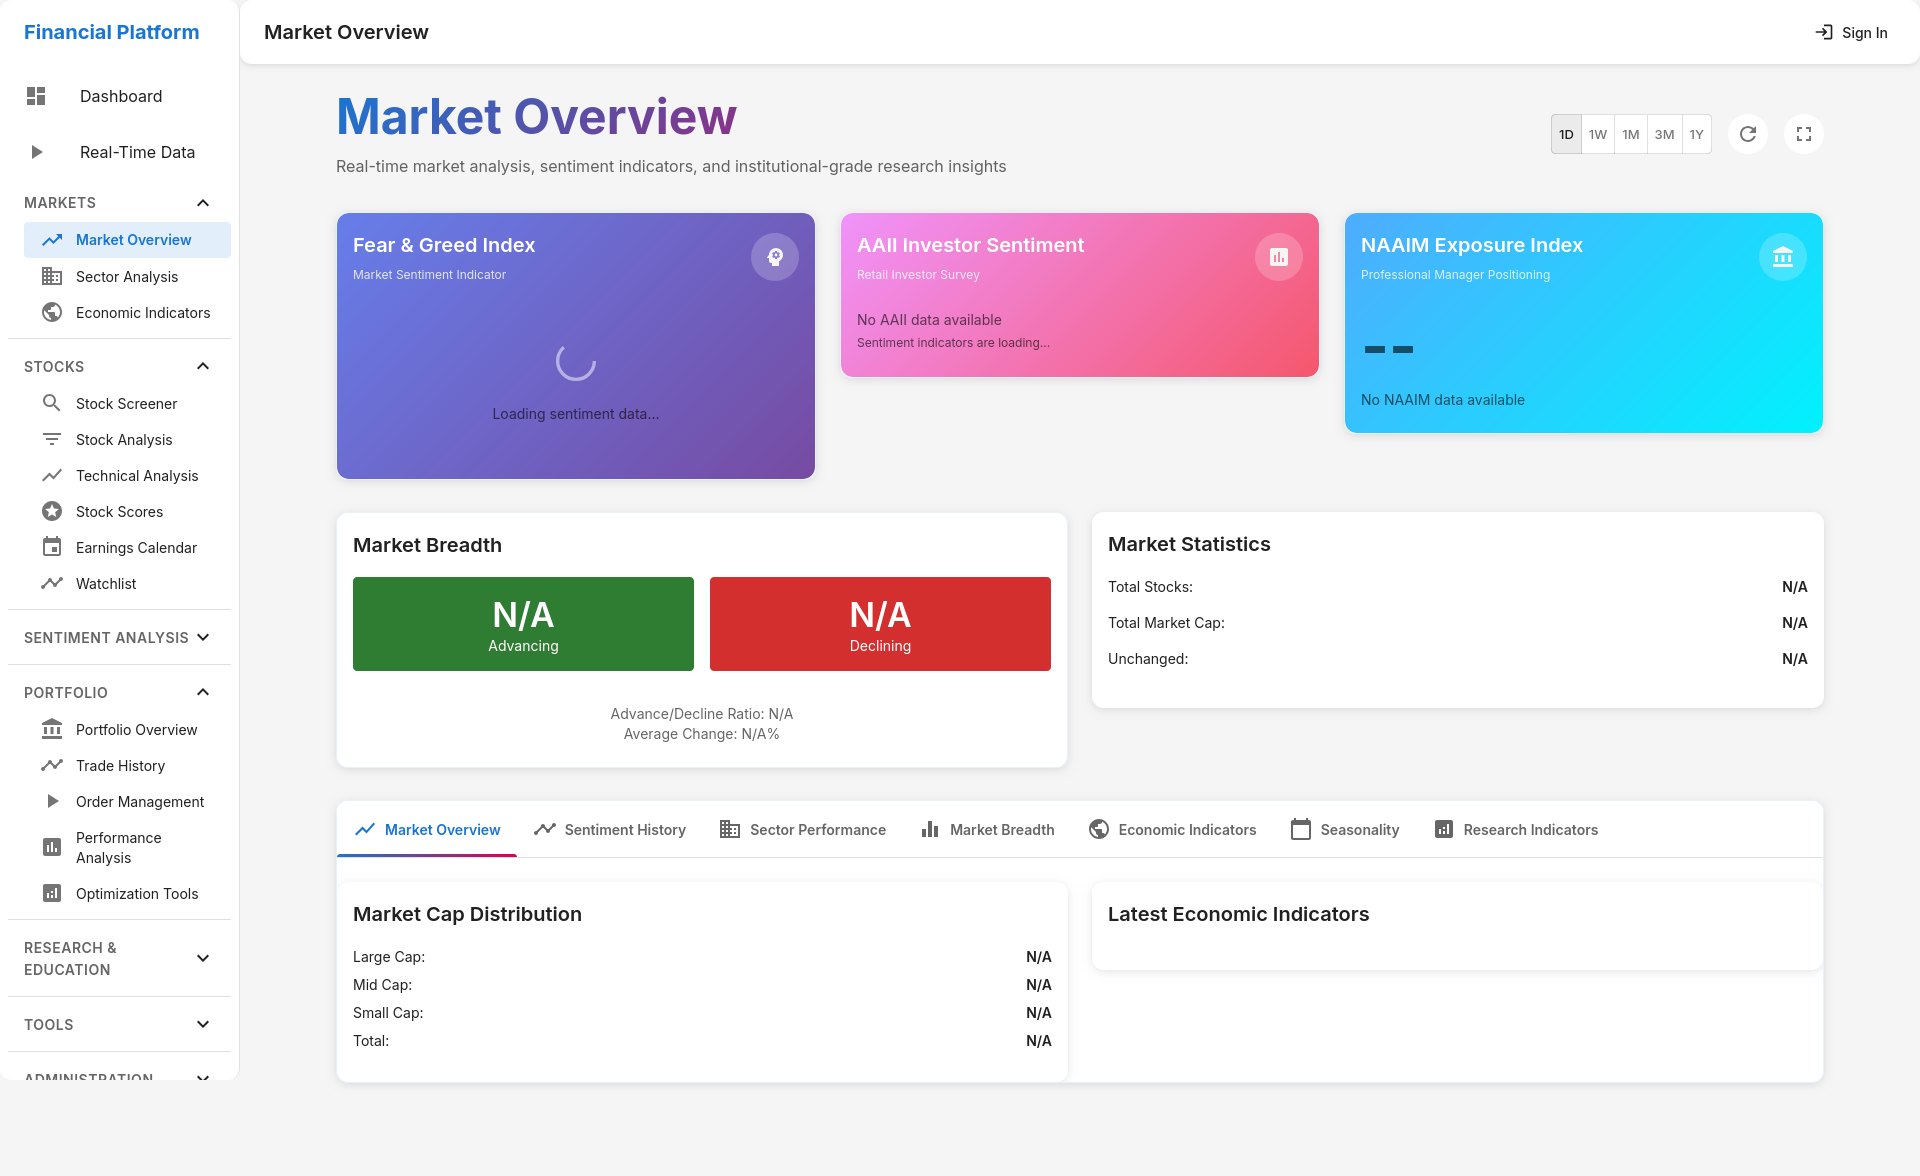 Financial Platform
Dashboard
Real-Time Data
MARKETS
Market Overview
Sector Analysis
Economic Indicators
STOCKS
Stock Screener
Stock Analysis
Technical Analysis
Stock Scores
Earnings Calendar
Watchlist
SENTIMENT ANALYSIS
PORTFOLIO
Portfolio Overview
Trade History
Order Management
Performance
Analysis
Optimization Tools
RESEARCH &
EDUCATION
TOOLS
ADMINISTRATION
Market Overview
Sign In
Market Overview
Real-time market analysis, sentiment indicators, and institutional-grade research insights
1D 1W 1M 3M 1Y
Fear & Greed Index
Market Sentiment Indicator
Loading sentiment data...
AAII Investor Sentiment
Retail Investor Survey
No AAII data available
Sentiment indicators are loading...
NAAIM Exposure Index
Professional Manager Positioning
--
No NAAIM data available
Market Breadth
N/A
Advancing
N/A
Declining
Advance/Decline Ratio: N/A
Average Change: N/A%
Market Statistics
Total Stocks: N/A
Total Market Cap: N/A
Unchanged: N/A
Market Overview Sentiment History Sector Performance Market Breadth Economic Indicators Seasonality Research Indicators
Market Cap Distribution
Large Cap: N/A
Mid Cap: N/A
Small Cap: N/A
Total: N/A
Latest Economic Indicators